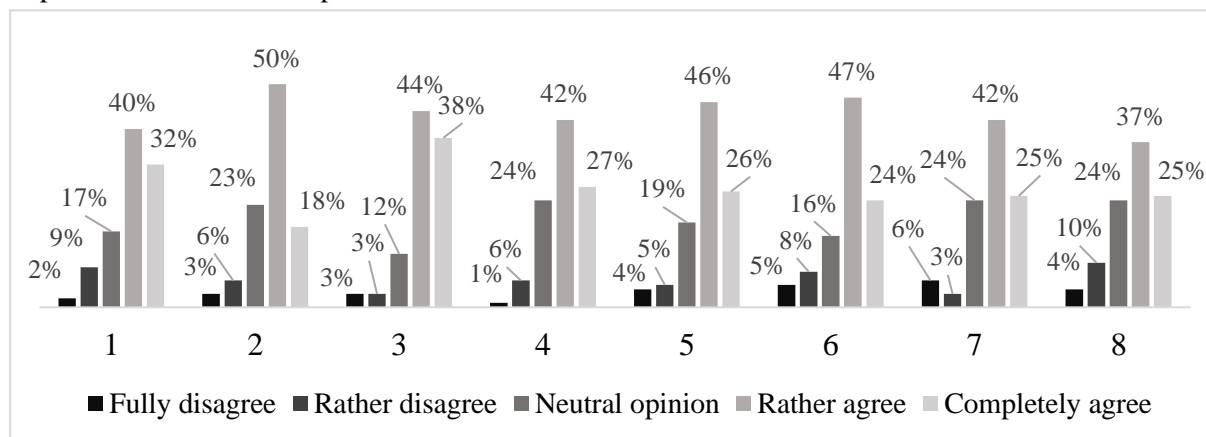 2% 9% 17% 40% 32%
3% 6% 23% 50% 18%
3% 3% 12% 44% 38%
1% 6% 24% 42% 27%
4% 5% 19% 46% 26%
5% 8% 16% 47% 24%
6% 3% 24% 42% 25%
4% 10% 24% 37% 25%
1 2 3 4 5 6 7 8
Fully disagree Rather disagree Neutral opinion Rather agree Completely agree